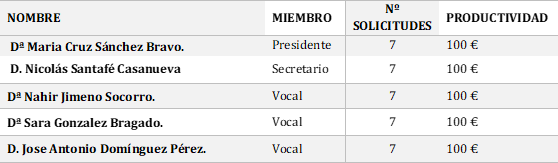 NOMBRE MIEMBRO Nº SOLICITUDES PRODUCTIVIDAD
Dª Maria Cruz Sánchez Bravo. Presidente 7 100 €
D. Nicolás Santafé Casanueva Secretario 7 100 €
Dª Nahir Jimeno Socorro. Vocal 7 100 €
Dª Sara Gonzalez Bragado. Vocal 7 100 €
D. Jose Antonio Domínguez Pérez. Vocal 7 100 €